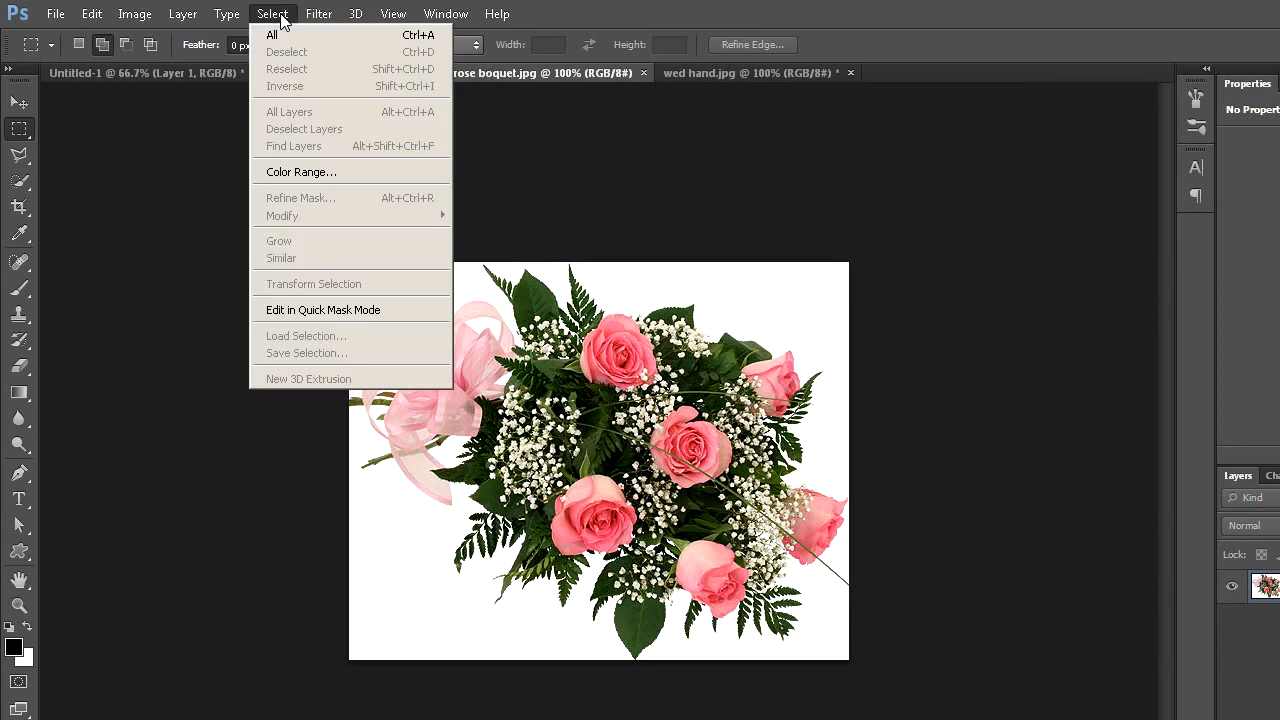 Ps File Edit Image Layer Type Select Filter 3D View Window Help
Feather: 0 px Width: Height: Refine Edge...
Untitled-1 @ 66.7% (Layer 1, RGB/8) * rose boquet.jpg @ 100% (RGB/8#) × wed hand.jpg @ 100% (RGB/8#) * ×
All Ctrl+A
Deselect Ctrl+D
Reselect Shift+Ctrl+D
Inverse Shift+Ctrl+I
All Layers Alt+Ctrl+A
Deselect Layers
Find Layers Alt+Shift+Ctrl+F
Color Range...
Refine Mask... Alt+Ctrl+R
Modify
Grow
Similar
Transform Selection
Edit in Quick Mask Mode
Load Selection...
Save Selection...
New 3D Extrusion
Properties
No Proper
Layers Cha
Kind
Normal
Lock: